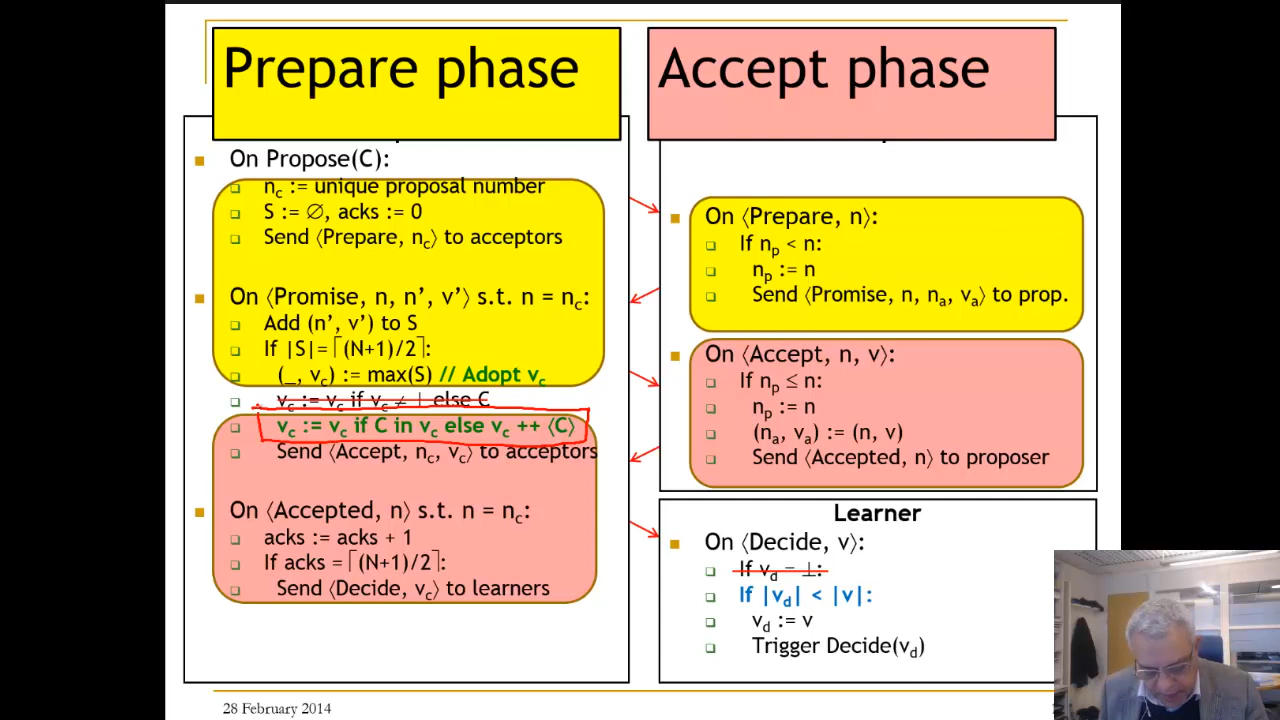 Prepare phase
On Propose(C):
n_c := unique proposal number
S := ∅, acks := 0
Send ⟨Prepare, n_c⟩ to acceptors
On ⟨Promise, n, n’, v’⟩ s.t. n = n_c:
Add (n’, v’) to S
If |S|=⌈(N+1)/2⌉:
(_, v_c) := max(S) // Adopt v_c
v_c := v_c if v_c ≠ ⊥ else C
v_c := v_c if C in v_c else v_c ++ ⟨C⟩
Send ⟨Accept, n_c, v_c⟩ to acceptors
On ⟨Accepted, n⟩ s.t. n = n_c:
acks := acks + 1
If acks =⌈(N+1)/2⌉:
Send ⟨Decide, v_c⟩ to learners
Accept phase
On ⟨Prepare, n⟩:
If n_p < n:
n_p := n
Send ⟨Promise, n, n_a, v_a⟩ to prop.
On ⟨Accept, n, v⟩:
If n_p ≤ n:
n_p := n
(n_a, v_a) := (n, v)
Send ⟨Accepted, n⟩ to proposer
Learner
On ⟨Decide, v⟩:
If v_d = ⊥:
If |v_d| < |v|:
v_d := v
Trigger Decide(v_d)
28 February 2014